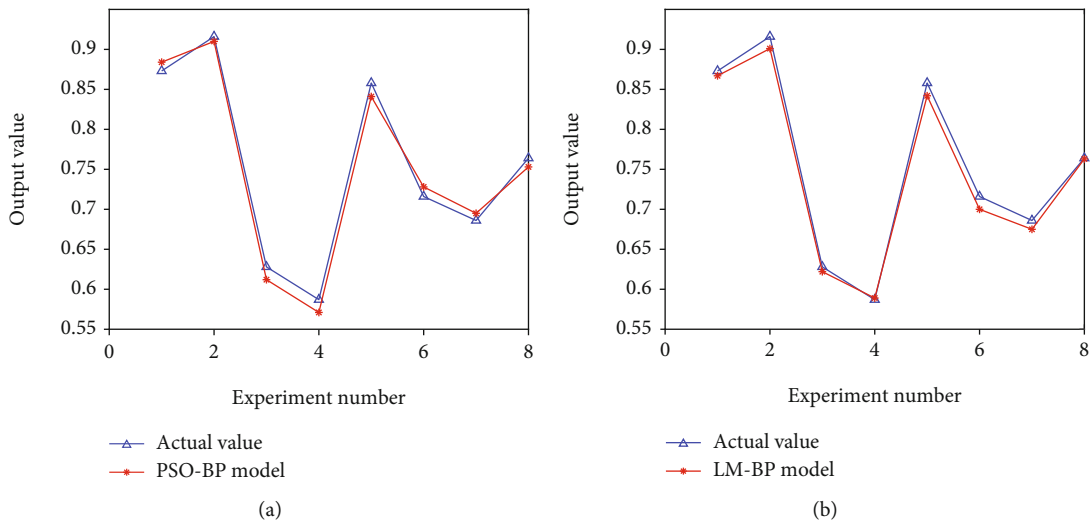 0.9
0.85
0.8
0.75
0.7
0.65
0.6
0.55
0 2 4 6 8
Output value
Experiment number
Actual value
PSO-BP model
(a)
0.9
0.85
0.8
0.75
0.7
0.65
0.6
0.55
0 2 4 6 8
Output value
Experiment number
Actual value
LM-BP model
(b)